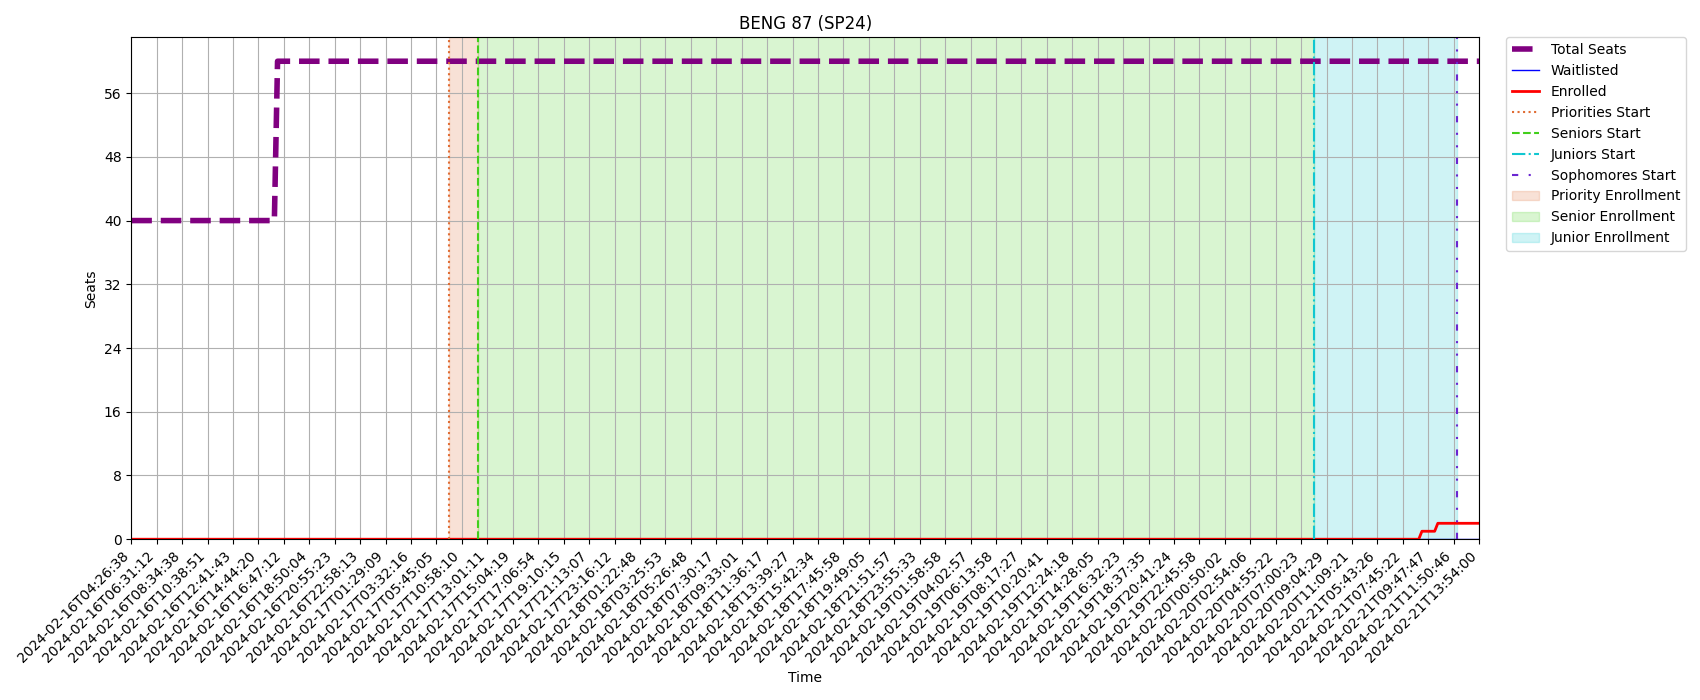 BENG 87 (SP24)
Seats
56
48
40
32
24
16
8
0
2024-02-16T04:26:38
2024-02-16T06:31:12
2024-02-16T08:34:38
2024-02-16T10:38:51
2024-02-16T12:41:43
2024-02-16T14:44:20
2024-02-16T16:47:12
2024-02-16T18:50:04
2024-02-16T20:55:23
2024-02-16T22:58:13
2024-02-17T01:29:09
2024-02-17T03:32:16
2024-02-17T05:45:05
2024-02-17T10:58:10
2024-02-17T13:01:11
2024-02-17T15:04:19
2024-02-17T17:06:54
2024-02-17T19:10:15
2024-02-17T21:13:07
2024-02-17T23:16:12
2024-02-18T01:22:48
2024-02-18T03:25:53
2024-02-18T05:26:48
2024-02-18T07:30:17
2024-02-18T09:33:01
2024-02-18T11:36:17
2024-02-18T13:39:27
2024-02-18T15:42:34
2024-02-18T17:45:58
2024-02-18T19:49:05
2024-02-18T21:51:57
2024-02-18T23:55:33
2024-02-19T01:58:58
2024-02-19T04:02:57
2024-02-19T06:13:58
2024-02-19T08:17:27
2024-02-19T10:20:41
2024-02-19T12:24:18
2024-02-19T14:28:05
2024-02-19T16:32:23
2024-02-19T18:37:35
2024-02-19T20:41:24
2024-02-19T22:45:58
2024-02-20T00:50:02
2024-02-20T02:54:06
2024-02-20T04:55:22
2024-02-20T07:00:23
2024-02-20T09:04:29
2024-02-20T11:09:21
2024-02-21T05:43:26
2024-02-21T07:45:22
2024-02-21T09:47:47
2024-02-21T11:50:46
2024-02-21T13:54:00
Time
Total Seats
Waitlisted
Enrolled
Priorities Start
Seniors Start
Juniors Start
Sophomores Start
Priority Enrollment
Senior Enrollment
Junior Enrollment